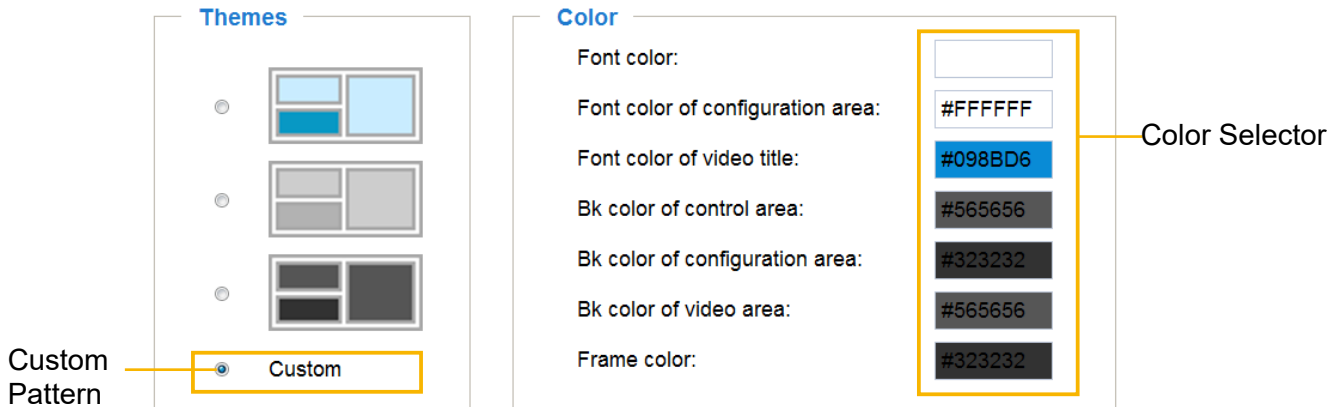 Themes
Custom
Custom
Pattern
Color
Font color:
Font color of configuration area: #FFFFFF
Font color of video title: #098BD6
Bk color of control area: #565656
Bk color of configuration area: #323232
Bk color of video area: #565656
Frame color: #323232
Color Selector